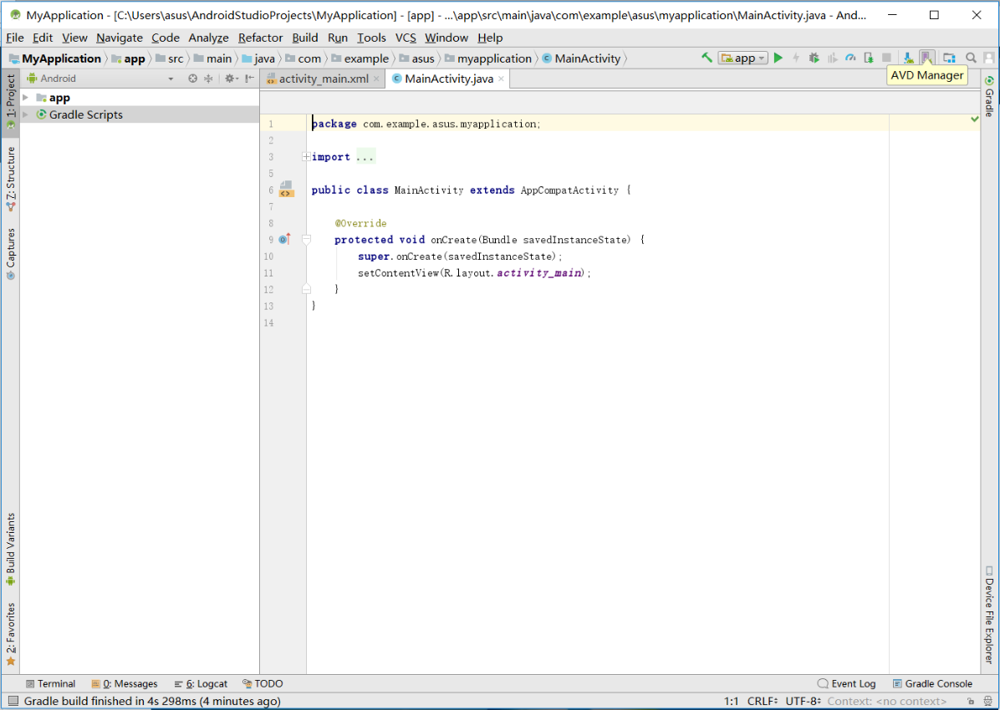 MyApplication - [C:\Users\asus\AndroidStudioProjects\MyApplication] - [app] - ...\app\src\main\java\com\example\asus\myapplication\MainActivity.java - And...
File Edit View Navigate Code Analyze Refactor Build Run Tools VCS Window Help
MyApplication app src main java com example asus myapplication MainActivity app
AVD Manager
Android
activity_main.xml MainActivity.java
1: Project
Z: Structure
Captures
Build Variants
2: Favorites
app
Gradle Scripts
1 package com.example.asus.myapplication;
2
3 import ...
5
6 public class MainActivity extends AppCompatActivity {
7
8 @Override
9 protected void onCreate(Bundle savedInstanceState) {
10 super.onCreate(savedInstanceState);
11 setContentView(R.layout.activity_main);
12 }
13 }
14
Gradle
Device File Explorer
Terminal 0: Messages 6: Logcat TODO Event Log Gradle Console
Gradle build finished in 4s 298ms (4 minutes ago) 1:1 CRLF UTF-8 Context: <no context>